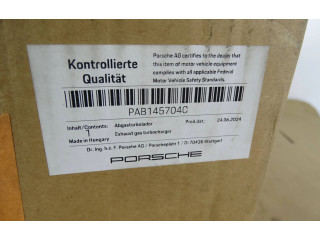 Kontrollierte
Qualität
Porsche AG certifies to the dealer that
this item of motor vehicle equipment
complies with all applicable Federal
Motor Vehicle Safety Standards.
PAB145704C
Inhalt/Contents: Abgasturbolader Prod.dat: 24.06.2024
1 Exhaust gas turbocharger
Made in Hungary
Dr. Ing. h.c. F. Porsche AG / Porscheplatz 1 / D-70435 Stuttgart
PORSCHE